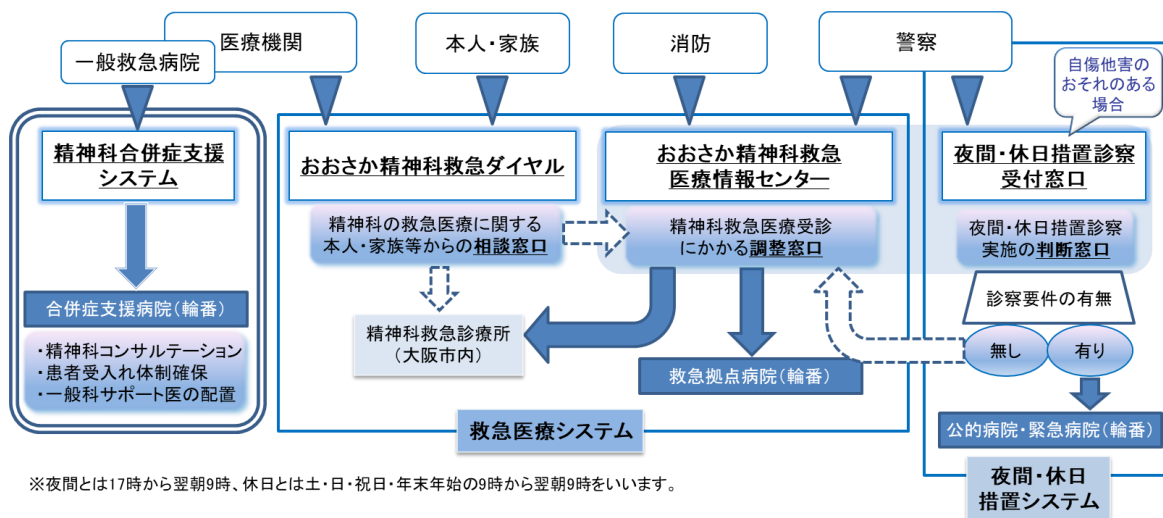 医療機関
一般救急病院
本人・家族
消防
警察
自傷他害の
おそれのある
場合
精神科合併症支援
システム
おおさか精神科救急ダイヤル
おおさか精神科救急
医療情報センター
夜間・休日措置診察
受付窓口
精神科の救急医療に関する
本人・家族等からの相談窓口
精神科救急医療受診
にかかる調整窓口
夜間・休日措置診察
実施の判断窓口
診察要件の有無
無し
有り
合併症支援病院(輪番)
・精神科コンサルテーション
・患者受入れ体制確保
・一般科サポート医の配置
精神科救急診療所
(大阪市内)
救急拠点病院(輪番)
公的病院・緊急病院(輪番)
救急医療システム
夜間・休日
措置システム
※夜間とは17時から翌朝9時、休日とは土・日・祝日・年末年始の9時から翌朝9時をいいます。